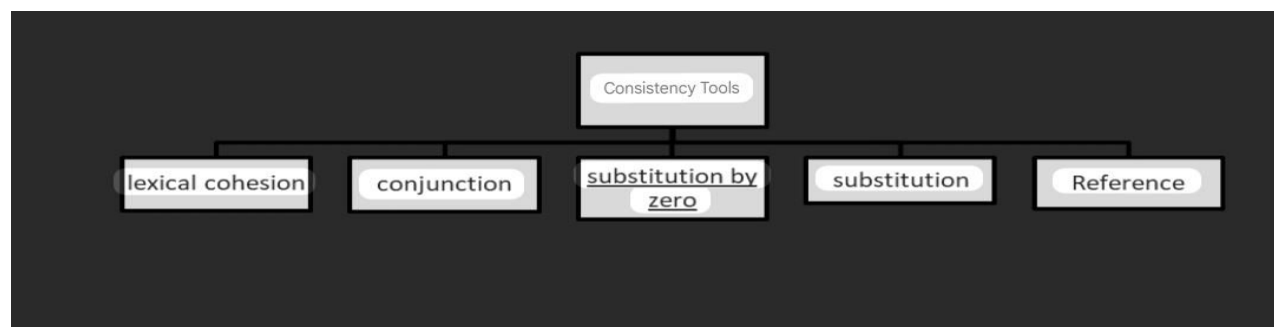 Consistency Tools
lexical cohesion
conjunction
substitution by
zero
substitution
Reference